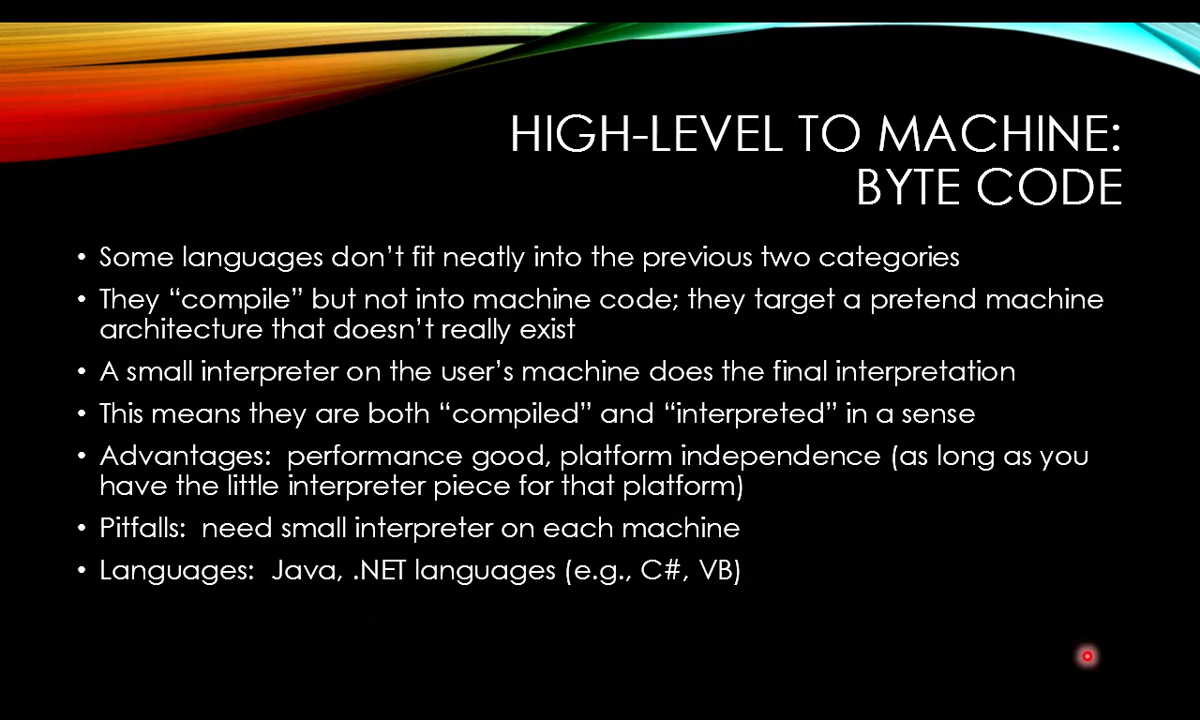 HIGH-LEVEL TO MACHINE:
BYTE CODE
• Some languages don’t fit neatly into the previous two categories
• They “compile” but not into machine code; they target a pretend machine
architecture that doesn’t really exist
• A small interpreter on the user’s machine does the final interpretation
• This means they are both “compiled” and “interpreted” in a sense
• Advantages:  performance good, platform independence (as long as you
have the little interpreter piece for that platform)
• Pitfalls:  need small interpreter on each machine
• Languages:  Java, .NET languages (e.g., C#, VB)